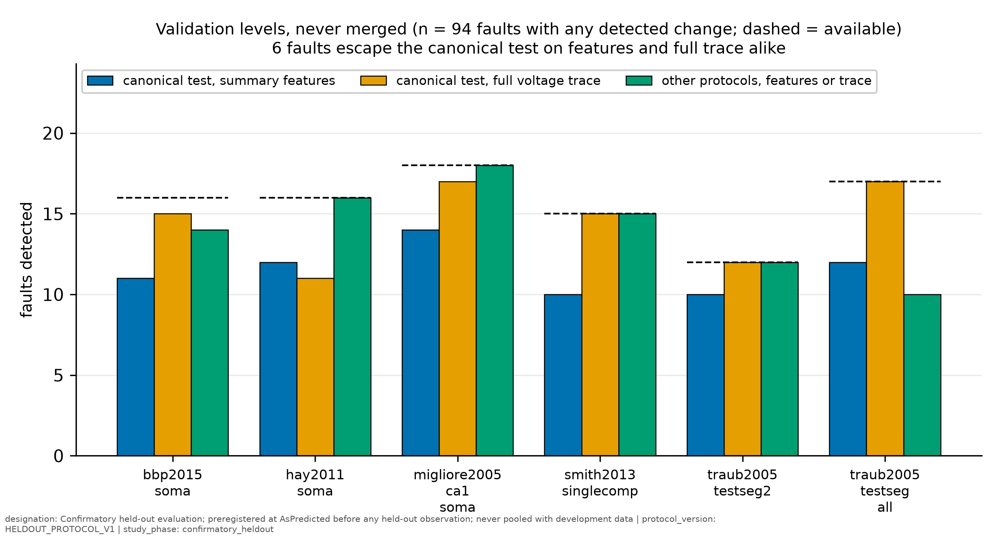 Validation levels, never merged (n = 94 faults with any detected change; dashed = available)
6 faults escape the canonical test on features and full trace alike
canonical test, summary features
canonical test, full voltage trace
other protocols, features or trace
faults detected
20
15
10
5
0
bbp2015
soma
hay2011
soma
migliore2005
ca1
soma
smith2013
singlecomp
traub2005
testseg2
traub2005
testseg
all
designation: Confirmatory held-out evaluation; preregistered at AsPredicted before any held-out observation; never pooled with development data | protocol_version:
HELDOUT_PROTOCOL_V1 | study_phase: confirmatory_heldout